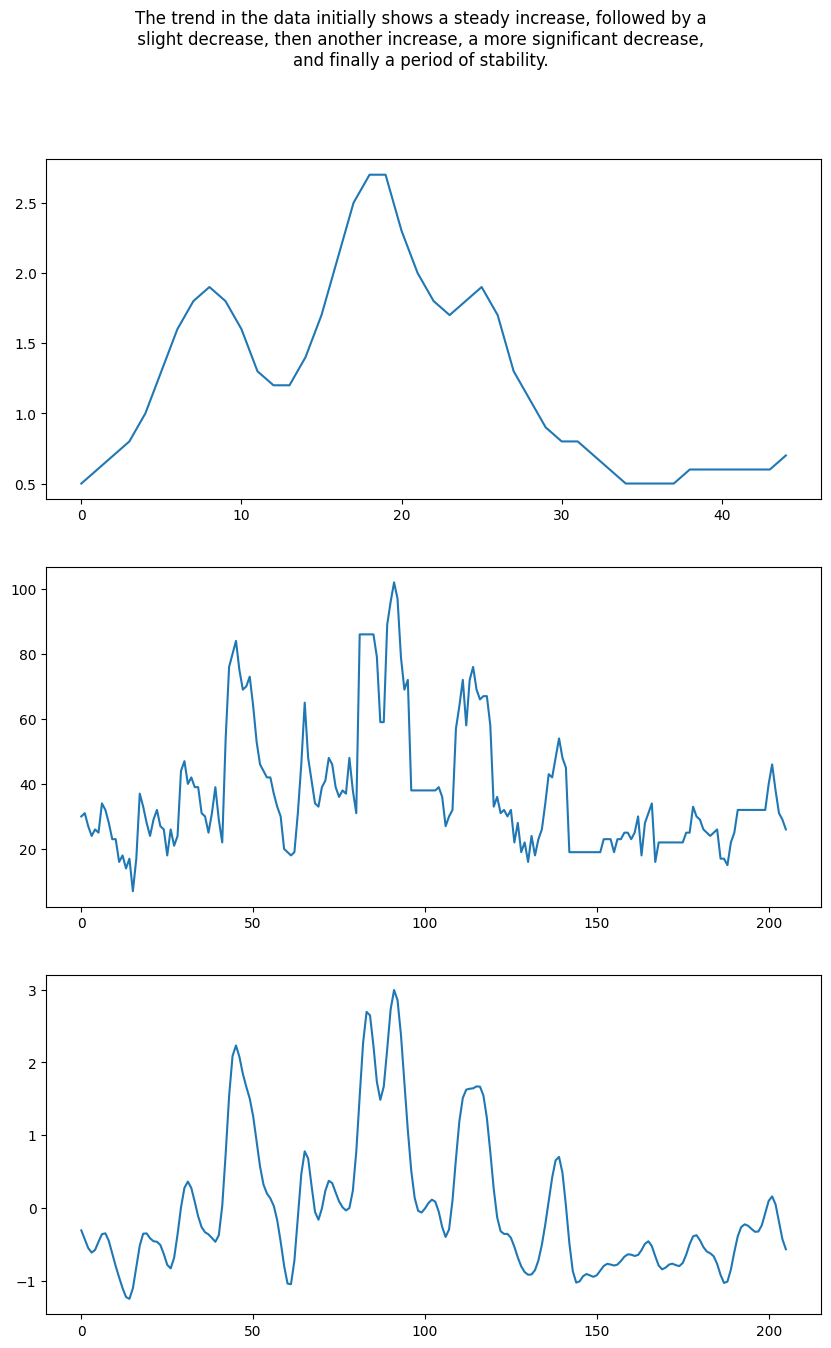 The trend in the data initially shows a steady increase, followed by a
slight decrease, then another increase, a more significant decrease,
and finally a period of stability.
2.5
2.0
1.5
1.0
0.5
0 10 20 30 40
100
80
60
40
20
0 50 100 150 200
3
2
1
0
−1
0 50 100 150 200